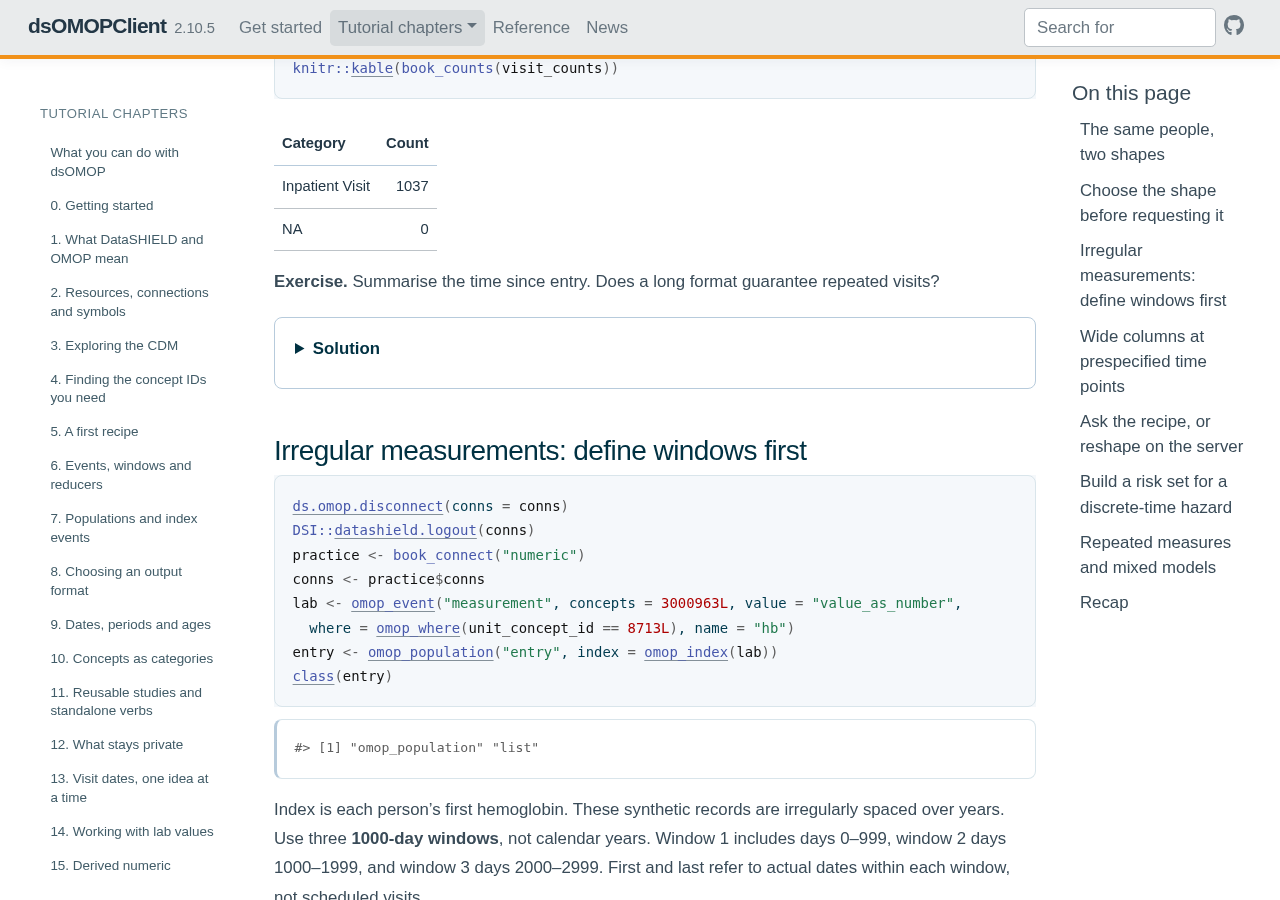 dsOMOPClient 2.10.5 Get started Tutorial chapters Reference News Search for
TUTORIAL CHAPTERS
What you can do with
dsOMOP
0. Getting started
1. What DataSHIELD and
OMOP mean
2. Resources, connections
and symbols
3. Exploring the CDM
4. Finding the concept IDs
you need
5. A first recipe
6. Events, windows and
reducers
7. Populations and index
events
8. Choosing an output
format
9. Dates, periods and ages
10. Concepts as categories
11. Reusable studies and
standalone verbs
12. What stays private
13. Visit dates, one idea at
a time
14. Working with lab values
15. Derived numeric
knitr::kable(book_counts(visit_counts))
Category Count
Inpatient Visit 1037
NA 0
Exercise. Summarise the time since entry. Does a long format guarantee repeated visits?
Solution
Irregular measurements: define windows first
ds.omop.disconnect(conns = conns)
DSI::datashield.logout(conns)
practice <- book_connect("numeric")
conns <- practice$conns
lab <- omop_event("measurement", concepts = 3000963L, value = "value_as_number",
  where = omop_where(unit_concept_id == 8713L), name = "hb")
entry <- omop_population("entry", index = omop_index(lab))
class(entry)
#> [1] "omop_population" "list"
Index is each person’s first hemoglobin. These synthetic records are irregularly spaced over years.
Use three 1000-day windows, not calendar years. Window 1 includes days 0–999, window 2 days
1000–1999, and window 3 days 2000–2999. First and last refer to actual dates within each window,
not scheduled visits.
On this page
The same people,
two shapes
Choose the shape
before requesting it
Irregular
measurements:
define windows first
Wide columns at
prespecified time
points
Ask the recipe, or
reshape on the server
Build a risk set for a
discrete-time hazard
Repeated measures
and mixed models
Recap